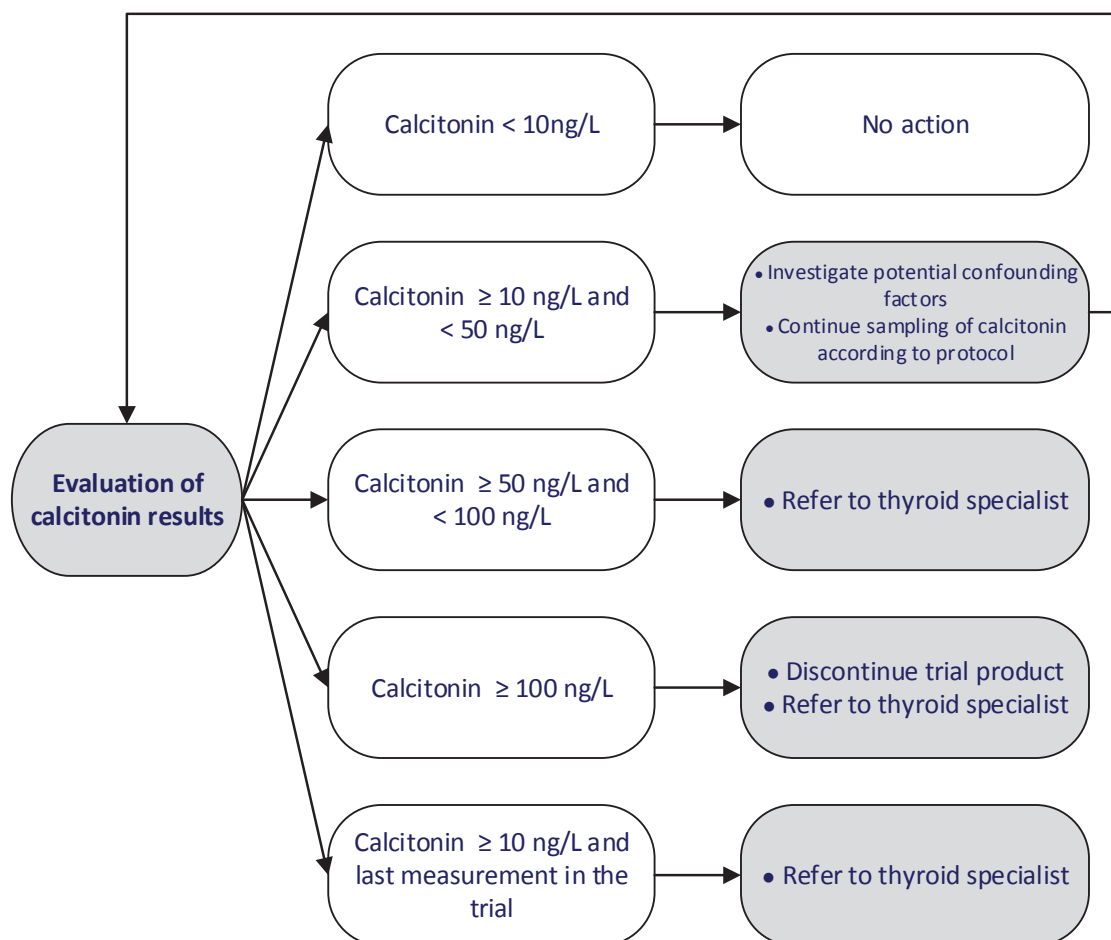 Calcitonin < 10ng/L
No action
Calcitonin ≥ 10 ng/L and
< 50 ng/L
● Investigate potential confounding
factors
● Continue sampling of calcitonin
according to protocol
Evaluation of
calcitonin results
Calcitonin ≥ 50 ng/L and
< 100 ng/L
● Refer to thyroid specialist
Calcitonin ≥ 100 ng/L
● Discontinue trial product
● Refer to thyroid specialist
Calcitonin ≥ 10 ng/L and
last measurement in the
trial
● Refer to thyroid specialist